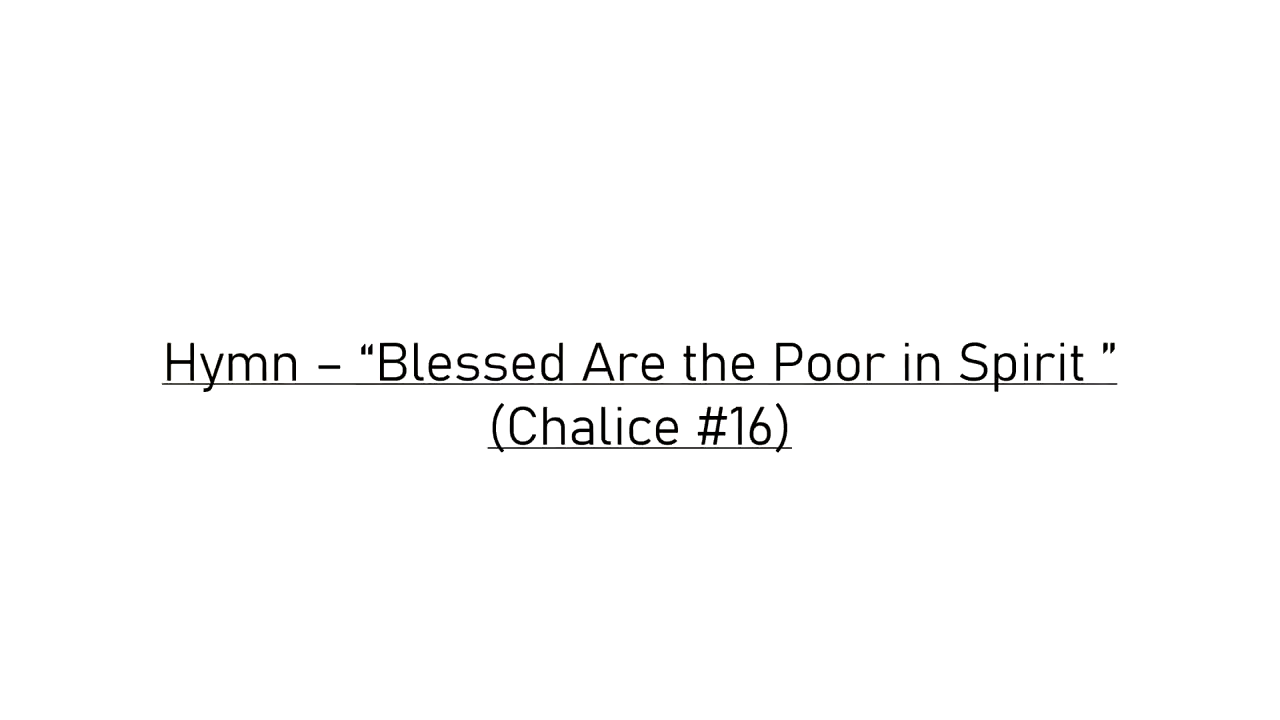 Hymn – “Blessed Are the Poor in Spirit ”
(Chalice #16)